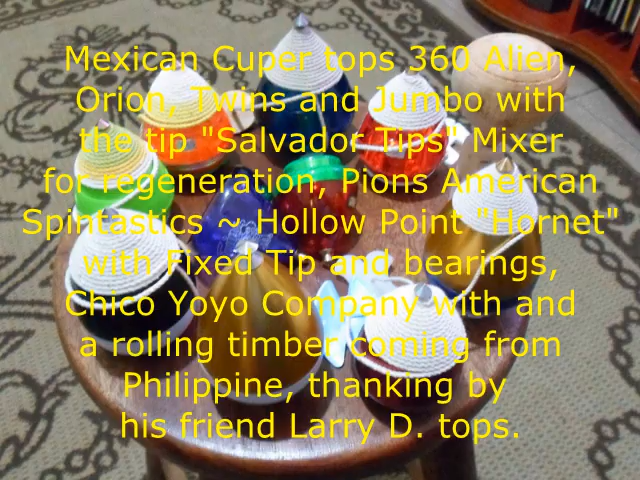 Mexican Cuper tops 360 Alien,
Orion, Twins and Jumbo with
the tip "Salvador Tips" Mixer
for regeneration, Pions American
Spintastics ~ Hollow Point "Hornet"
with Fixed Tip and bearings,
Chico Yoyo Company with and
a rolling timber coming from
Philippine, thanking by
his friend Larry D. tops.